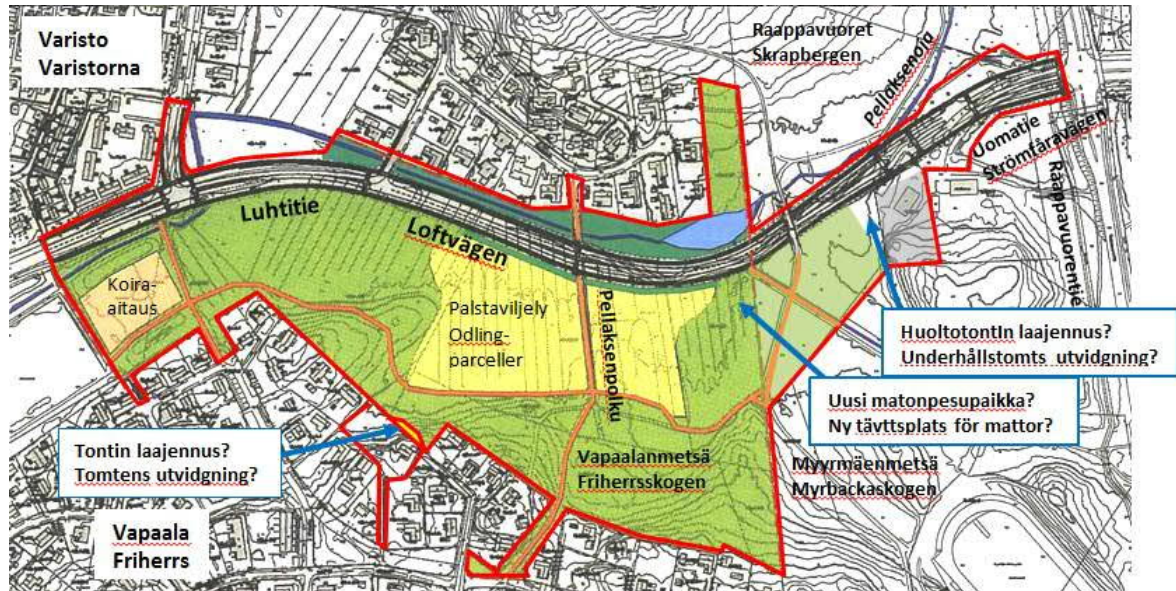 Varisto
Varistorna
Raappavuoret
Skrapbergen
Pellaksenoja
Uomatie
Strömfåravägen
Raappavuorentie
Luhtitie
Loftvägen
Koira-
aitaus
Palstaviljely
Odling-
parceller
Pellaksenpolku
HuoltotontIn laajennus?
Underhållstomts utvidgning?
Uusi matonpesupaikka?
Ny tävttsplats för mattor?
Tontin laajennus?
Tomtens utvidgning?
Vapaalanmetsä
Friherrsskogen
Myyrmäenmetsä
Myrbackaskogen
Vapaala
Friherrs